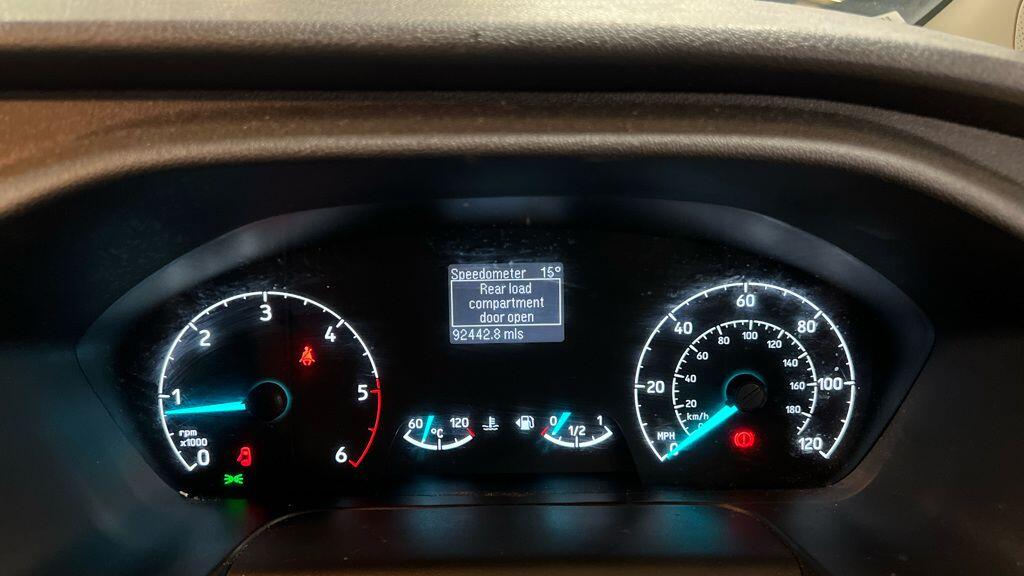 Speedometer 15°
Rear load
compartment
door open
92442.8 mls
0 1 2 3 4 5 6
rpm
x1000
60 120
°C
0 1/2 1
0 20 40 60 80 100 120
MPH
20 40 60 80 100 120 140 160 180
km/h